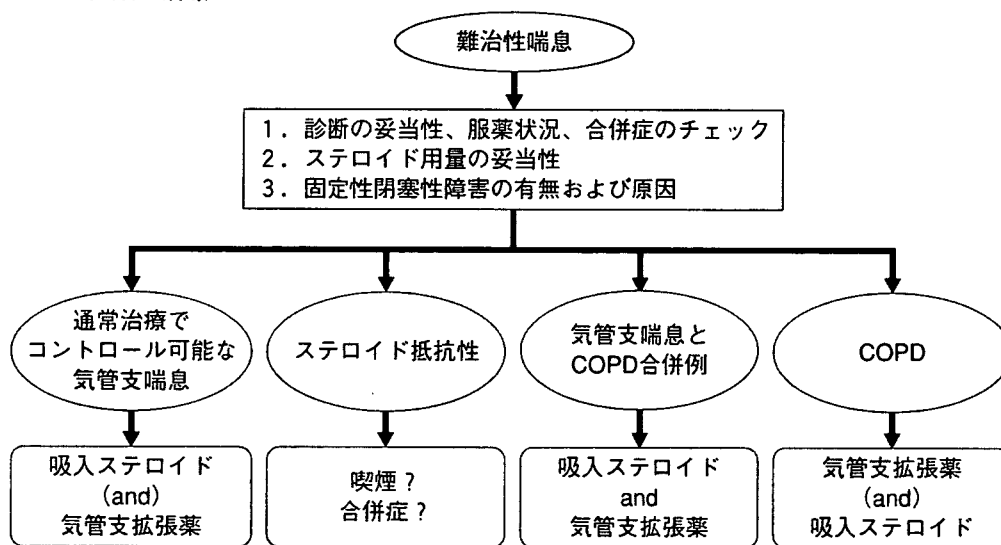 難治性喘息
1．診断の妥当性、服薬状況、合併症のチェック
2．ステロイド用量の妥当性
3．固定性閉塞性障害の有無および原因
通常治療で
コントロール可能な
気管支喘息
ステロイド抵抗性
気管支喘息と
COPD合併例
COPD
吸入ステロイド
(and)
気管支拡張薬
喫煙？
合併症？
吸入ステロイド
and
気管支拡張薬
気管支拡張薬
(and)
吸入ステロイド